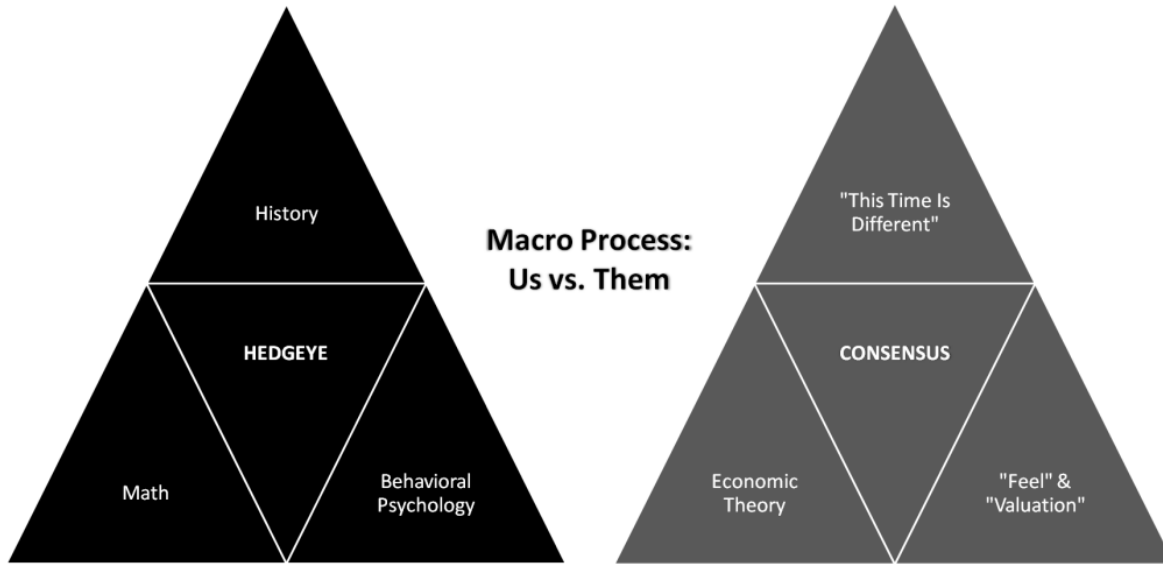 History
HEDGEYE
Math
Behavioral
Psychology
Macro Process:
Us vs. Them
"This Time Is
Different"
CONSENSUS
Economic
Theory
"Feel" &
"Valuation"